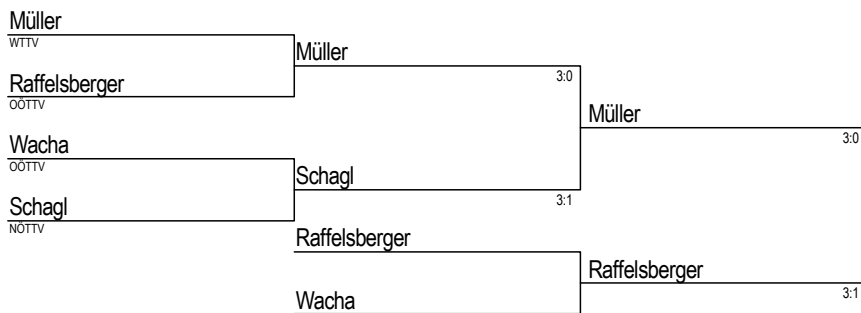 Müller
WTTV
Müller
3:0
Raffelsberger
OÖTTV
Müller
3:0
Wacha
OÖTTV
Schagl
3:1
Schagl
NÖTTV
Raffelsberger
Raffelsberger
3:1
Wacha